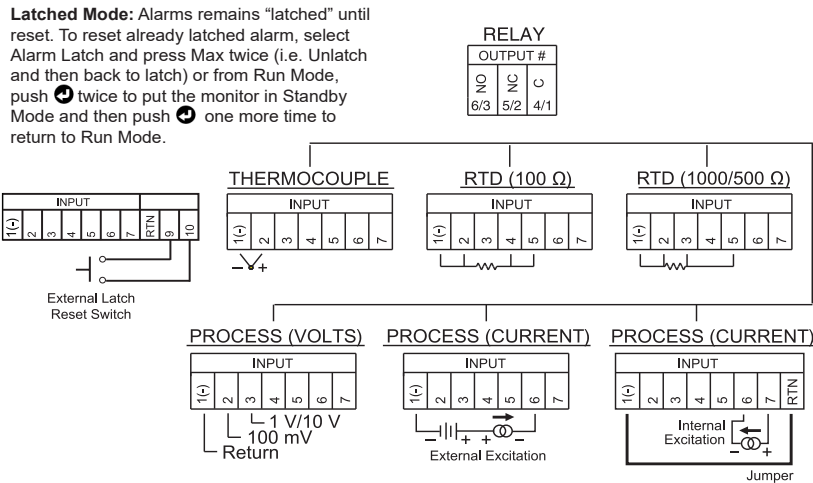 Latched Mode: Alarms remains “latched” until
reset. To reset already latched alarm, select
Alarm Latch and press Max twice (i.e. Unlatch
and then back to latch) or from Run Mode,
push twice to put the monitor in Standby
Mode and then push one more time to
return to Run Mode.
RELAY
OUTPUT #
NO NC C
6/3 5/2 4/1
THERMOCOUPLE
INPUT
1(-) 2 3 4 5 6 7
- +
RTD (100 Ω)
INPUT
1(-) 2 3 4 5 6 7
RTD (1000/500 Ω)
INPUT
1(-) 2 3 4 5 6 7
INPUT
1(-) 2 3 4 5 6 7 RTN 9 10
External Latch
Reset Switch
PROCESS (VOLTS)
INPUT
1(-) 2 3 4 5 6 7
1 V/10 V
100 mV
Return
PROCESS (CURRENT)
INPUT
1(-) 2 3 4 5 6 7
- + + -
External Excitation
PROCESS (CURRENT)
INPUT
1(-) 2 3 4 5 6 7 RTN
Internal
Excitation
- +
Jumper